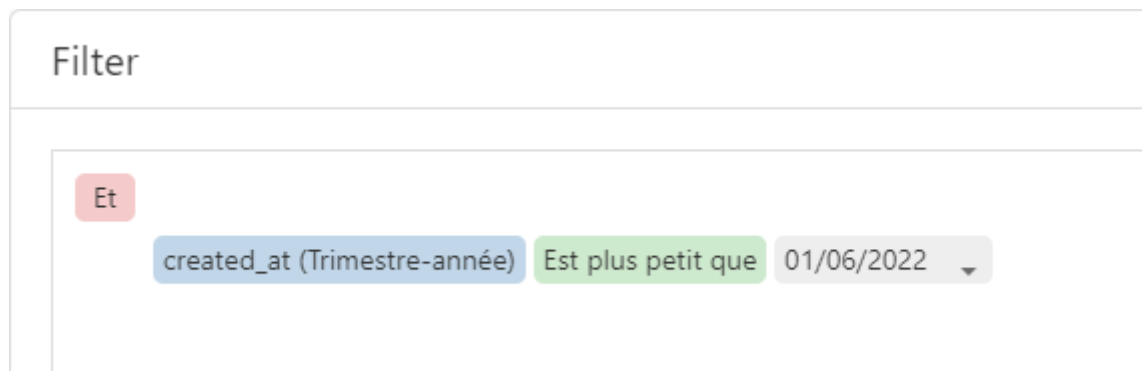 Filter
Et
created_at (Trimestre-année) Est plus petit que 01/06/2022